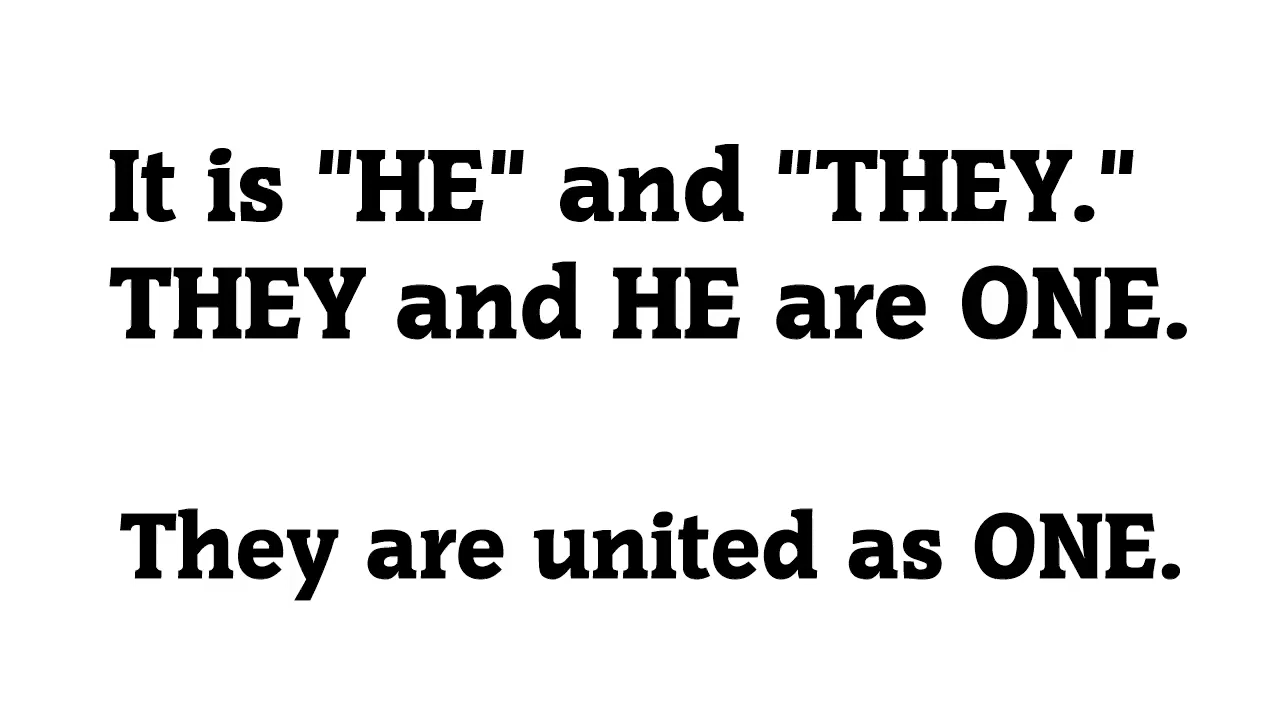 It is "HE" and "THEY."
THEY and HE are ONE.
They are united as ONE.